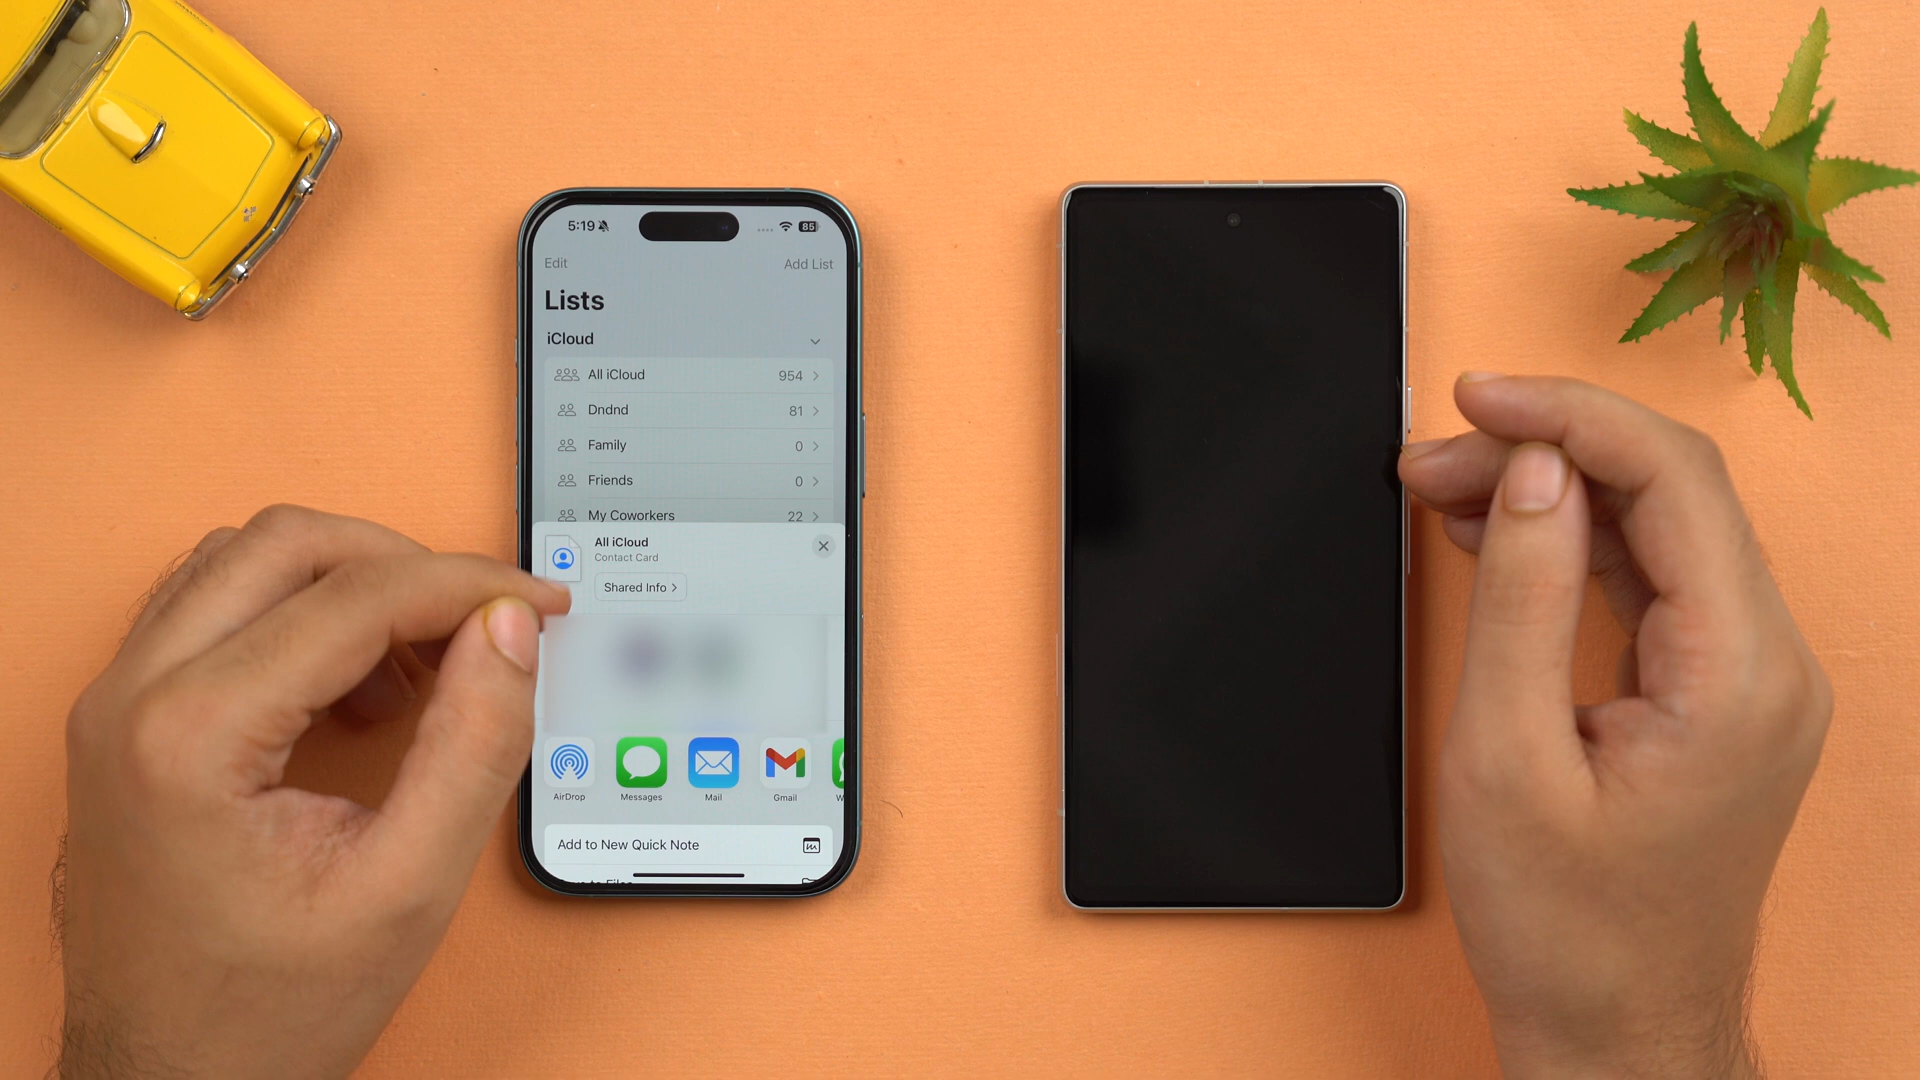 5:19
85
Edit
Add List
Lists
iCloud
All iCloud 954
Dndnd 81
Family 0
Friends 0
My Coworkers 22
All iCloud
Contact Card
Shared Info
AirDrop
Messages
Mail
Gmail
Add to New Quick Note